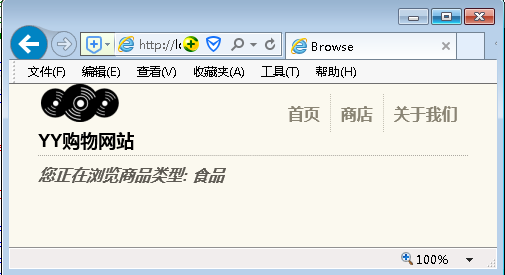 http://lo
Browse
文件(F) 编辑(E) 查看(V) 收藏夹(A) 工具(T) 帮助(H)
首页 商店 关于我们
YY购物网站
您正在浏览商品类型: 食品
100%